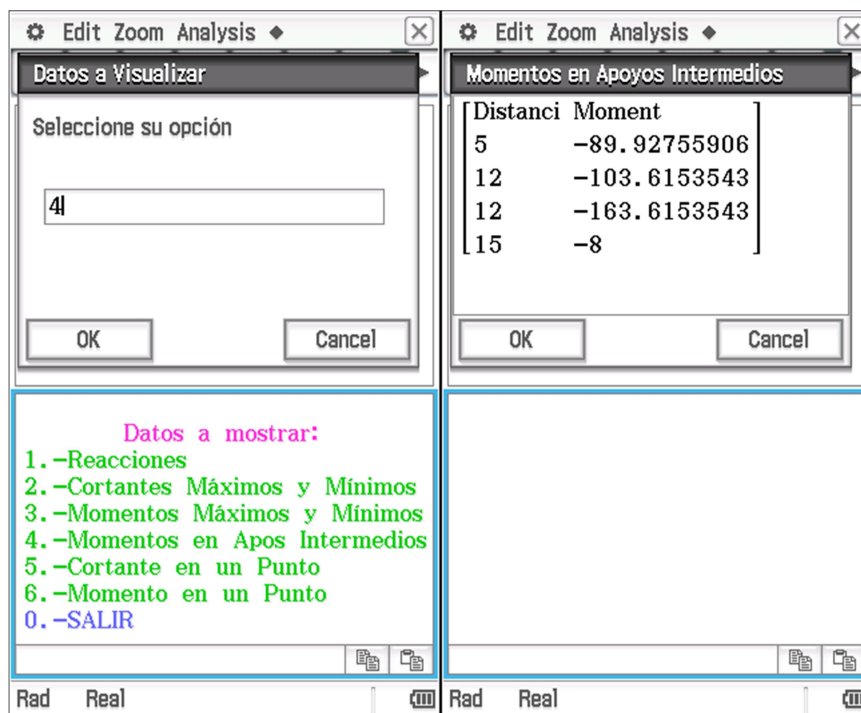 Edit Zoom Analysis
Datos a Visualizar
Seleccione su opción
4
OK Cancel
Datos a mostrar:
1.-Reacciones
2.-Cortantes Máximos y Mínimos
3.-Momentos Máximos y Mínimos
4.-Momentos en Apos Intermedios
5.-Cortante en un Punto
6.-Momento en un Punto
0.-SALIR
Rad Real
Edit Zoom Analysis
Momentos en Apoyos Intermedios
Distanci Moment
5 -89.92755906
12 -103.6153543
12 -163.6153543
15 -8
OK Cancel
Rad Real